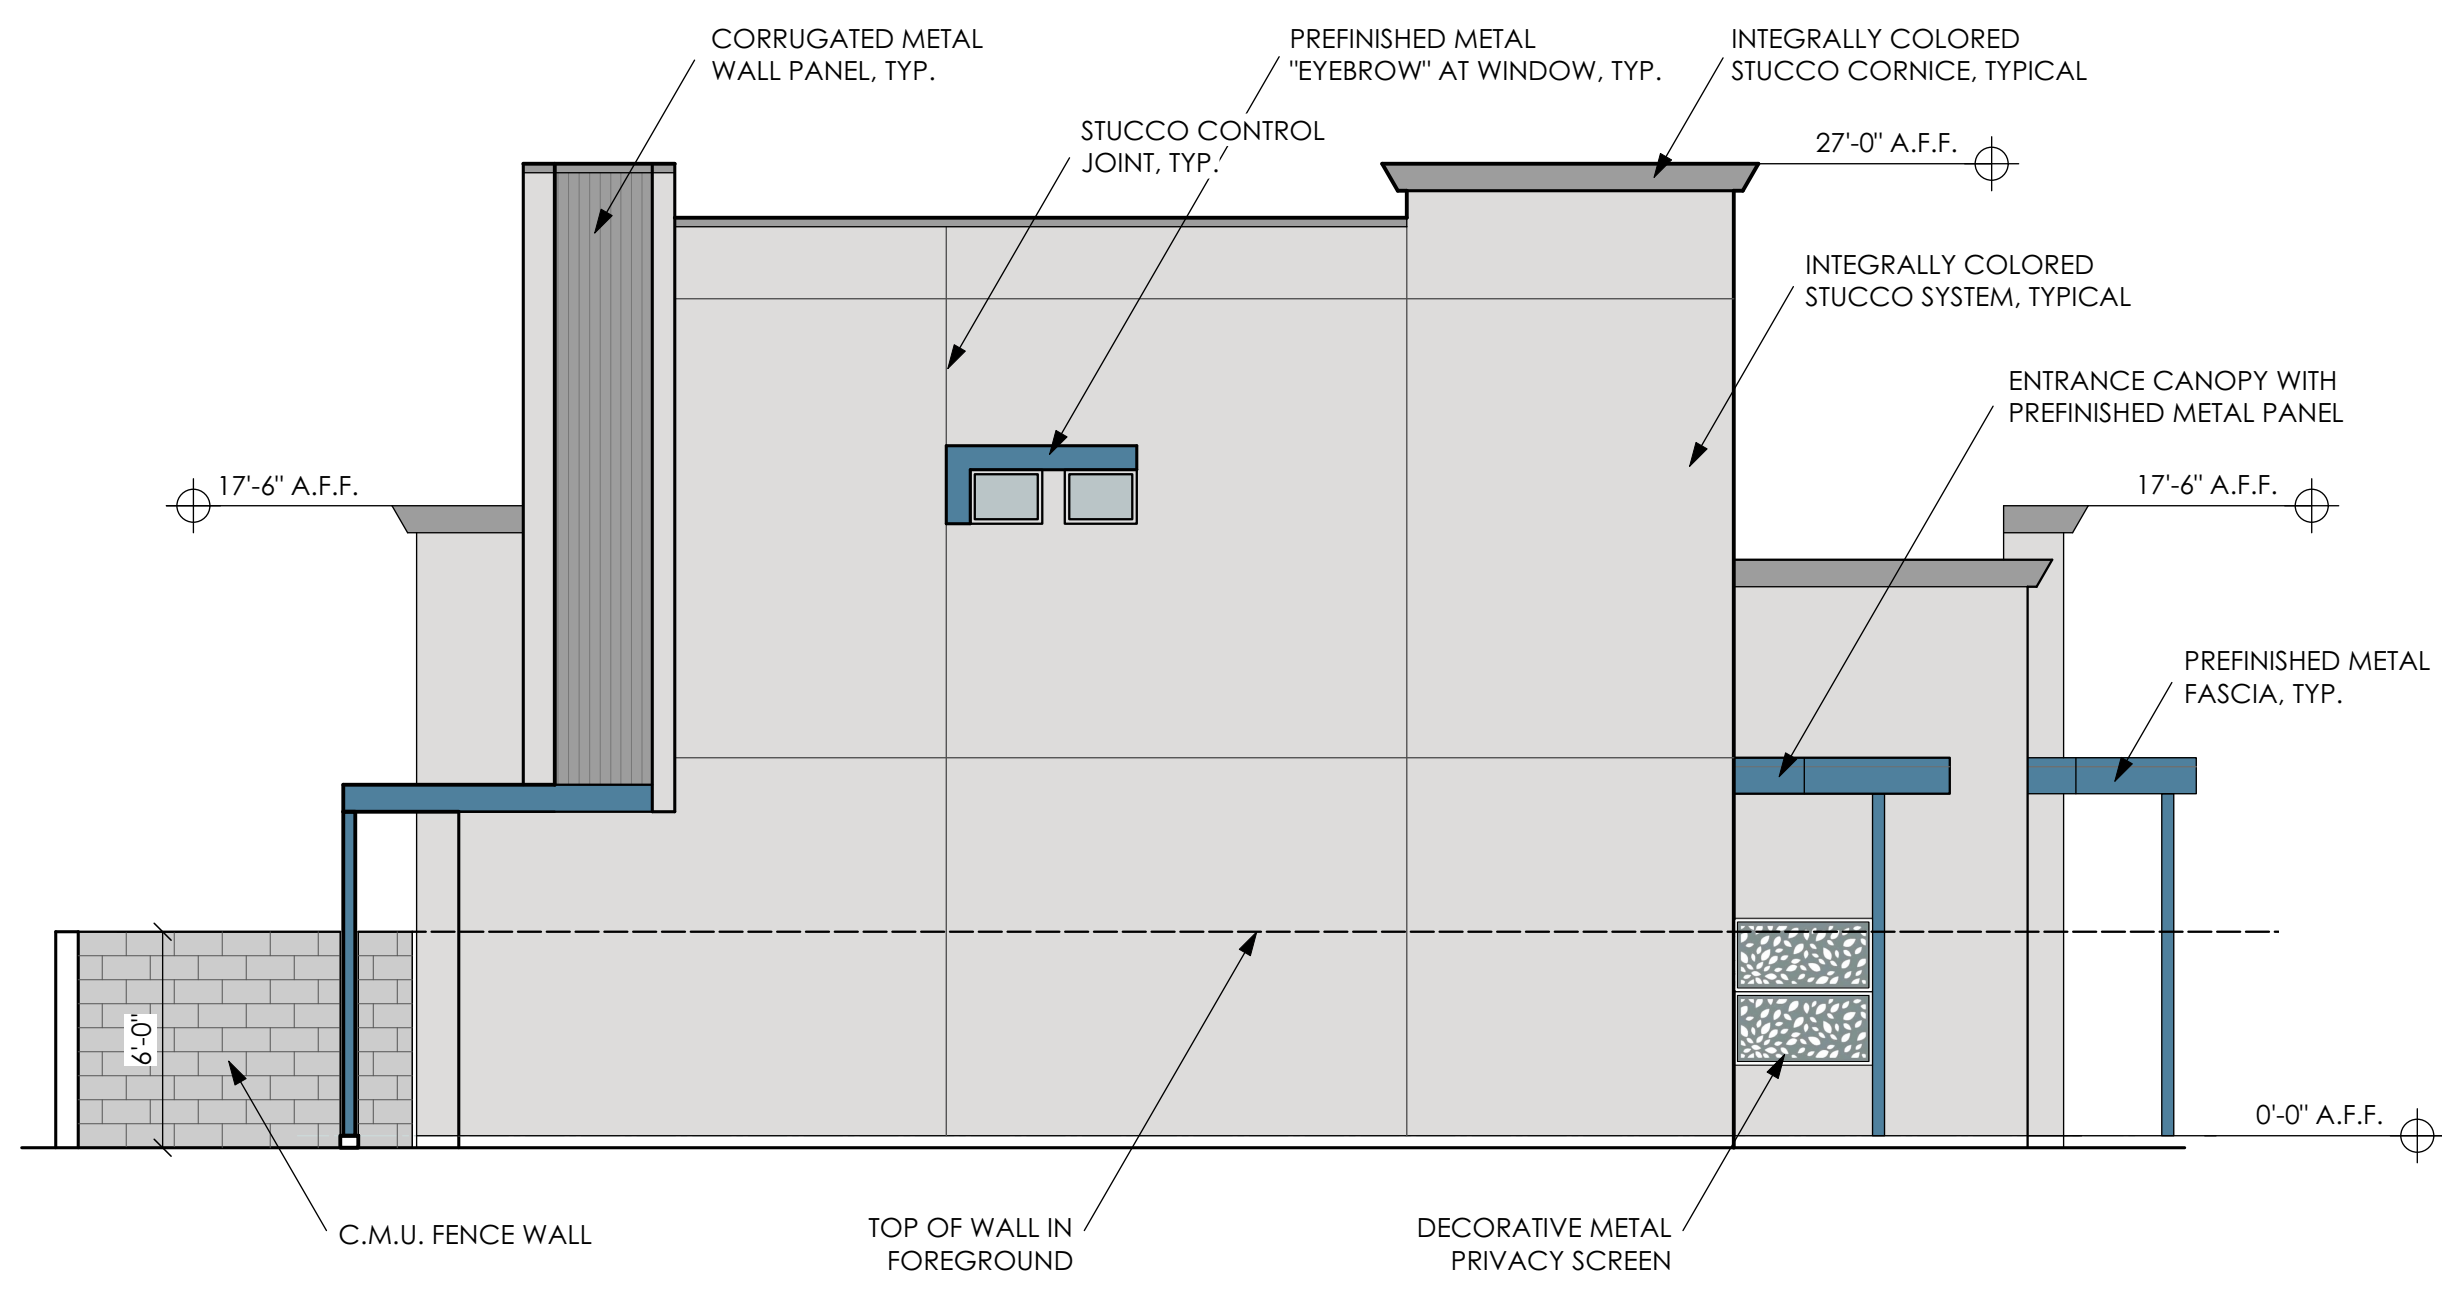 CORRUGATED METAL
WALL PANEL, TYP.
PREFINISHED METAL
"EYEBROW" AT WINDOW, TYP.
INTEGRALLY COLORED
STUCCO CORNICE, TYPICAL
STUCCO CONTROL
JOINT, TYP.
27'-0" A.F.F.
INTEGRALLY COLORED
STUCCO SYSTEM, TYPICAL
ENTRANCE CANOPY WITH
PREFINISHED METAL PANEL
17'-6" A.F.F.
17'-6" A.F.F.
PREFINISHED METAL
FASCIA, TYP.
6'-0"
0'-0" A.F.F.
C.M.U. FENCE WALL
TOP OF WALL IN
FOREGROUND
DECORATIVE METAL
PRIVACY SCREEN